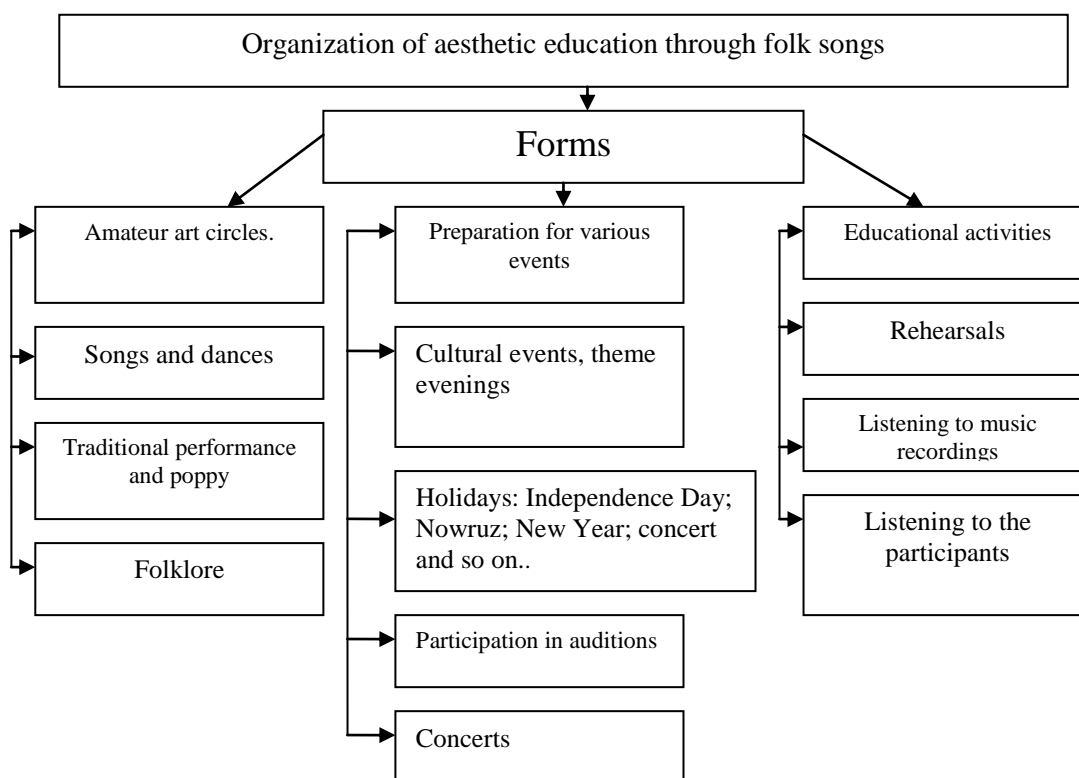 Organization of aesthetic education through folk songs
Forms
Amateur art circles.
Songs and dances
Traditional performance
and poppy
Folklore
Preparation for various
events
Cultural events, theme
evenings
Holidays: Independence Day;
Nowruz; New Year; concert
and so on..
Participation in auditions
Concerts
Educational activities
Rehearsals
Listening to music
recordings
Listening to the
participants